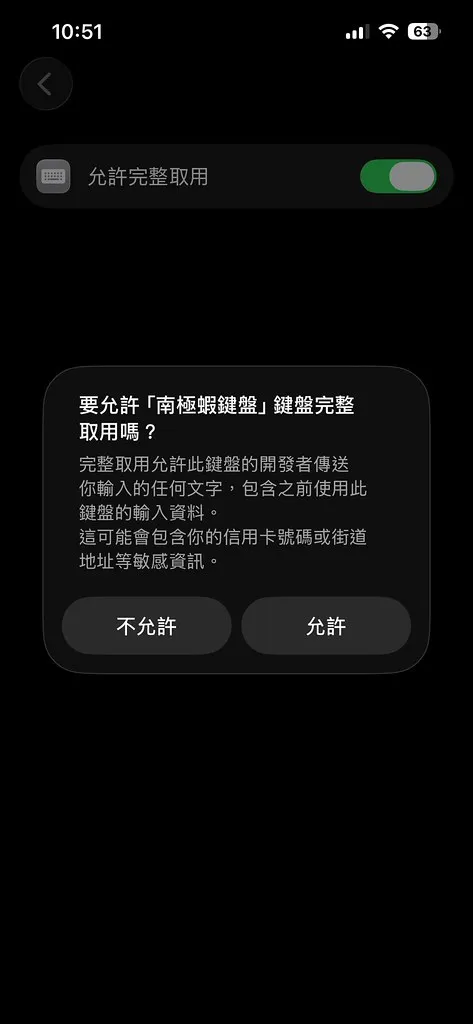 10:51
63
允許完整取用
要允許「南極蝦鍵盤」鍵盤完整
取用嗎？
完整取用允許此鍵盤的開發者傳送
你輸入的任何文字，包含之前使用此
鍵盤的輸入資料。
這可能會包含你的信用卡號碼或街道
地址等敏感資訊。
不允許
允許